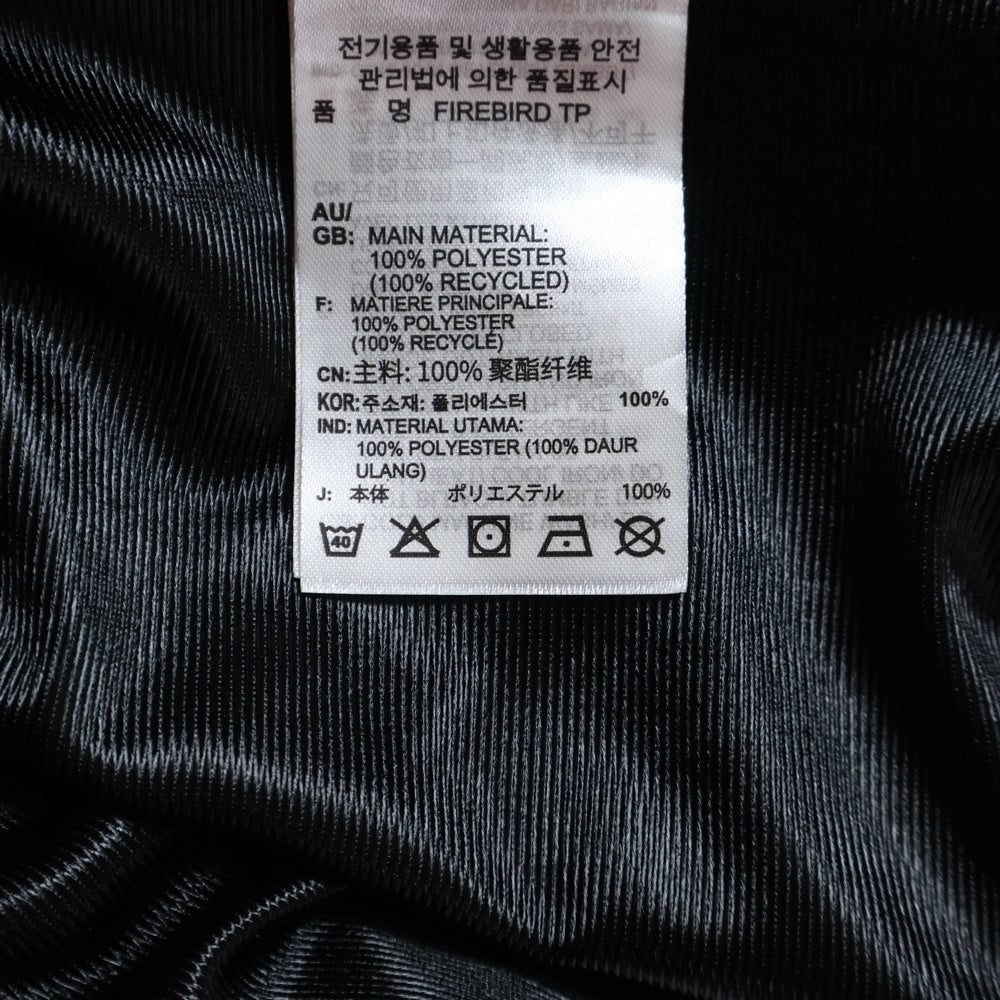 전기용품 및 생활용품 안전
관리법에 의한 품질표시
품 명 FIREBIRD TP
AU/
GB: MAIN MATERIAL:
100% POLYESTER
(100% RECYCLED)
F: MATIERE PRINCIPALE:
100% POLYESTER
(100% RECYCLÉ)
CN: 主料: 100% 聚酯纤维
KOR: 주소재: 폴리에스터 100%
IND: MATERIAL UTAMA:
100% POLYESTER (100% DAUR
ULANG)
J: 本体 ポリエステル 100%
40